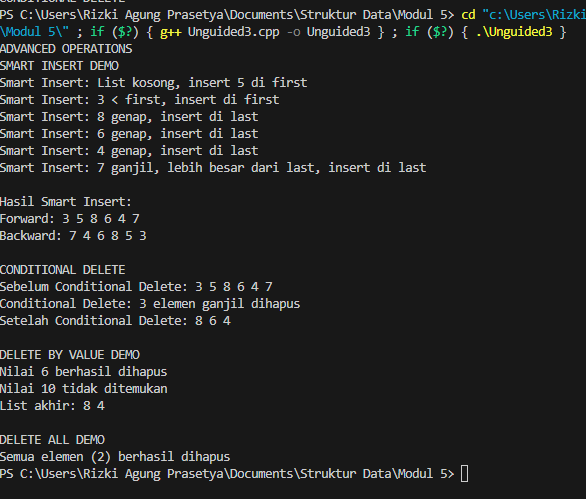 CONDITIONAL DELETE
PS C:\Users\Rizki Agung Prasetya\Documents\Struktur Data\Modul 5> cd "c:\Users\Rizki
\Modul 5\" ; if ($?) { g++ Unguided3.cpp -o Unguided3 } ; if ($?) { .\Unguided3 }
ADVANCED OPERATIONS
SMART INSERT DEMO
Smart Insert: List kosong, insert 5 di first
Smart Insert: 3 < first, insert di first
Smart Insert: 8 genap, insert di last
Smart Insert: 6 genap, insert di last
Smart Insert: 4 genap, insert di last
Smart Insert: 7 ganjil, lebih besar dari last, insert di last

Hasil Smart Insert:
Forward: 3 5 8 6 4 7
Backward: 7 4 6 8 5 3

CONDITIONAL DELETE
Sebelum Conditional Delete: 3 5 8 6 4 7
Conditional Delete: 3 elemen ganjil dihapus
Setelah Conditional Delete: 8 6 4

DELETE BY VALUE DEMO
Nilai 6 berhasil dihapus
Nilai 10 tidak ditemukan
List akhir: 8 4

DELETE ALL DEMO
Semua elemen (2) berhasil dihapus
PS C:\Users\Rizki Agung Prasetya\Documents\Struktur Data\Modul 5>